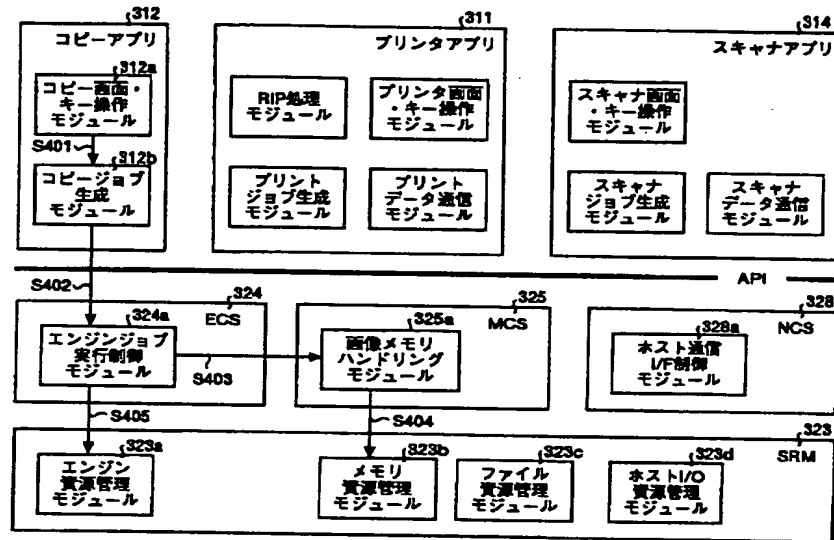 312
コピーアプリ
312a
コピー画面・
キー操作
モジュール
S401
312b
コピージョブ
生成
モジュール
311
プリンタアプリ
RIP処理
モジュール
プリンタ画面
・キー操作
モジュール
プリント
ジョブ生成
モジュール
プリント
データ通信
モジュール
314
スキャナアプリ
スキャナ画面
・キー操作
モジュール
スキャナ
ジョブ生成
モジュール
スキャナ
データ通信
モジュール
API
S402
324
ECS
324a
エンジンジョブ
実行制御
モジュール
S403
325
MCS
325a
画像メモリ
ハンドリング
モジュール
328
NCS
328a
ホスト通信
I/F制御
モジュール
S405
S404
323
SRM
323a
エンジン
資源管理
モジュール
323b
メモリ
資源管理
モジュール
323c
ファイル
資源管理
モジュール
323d
ホストI/O
資源管理
モジュール